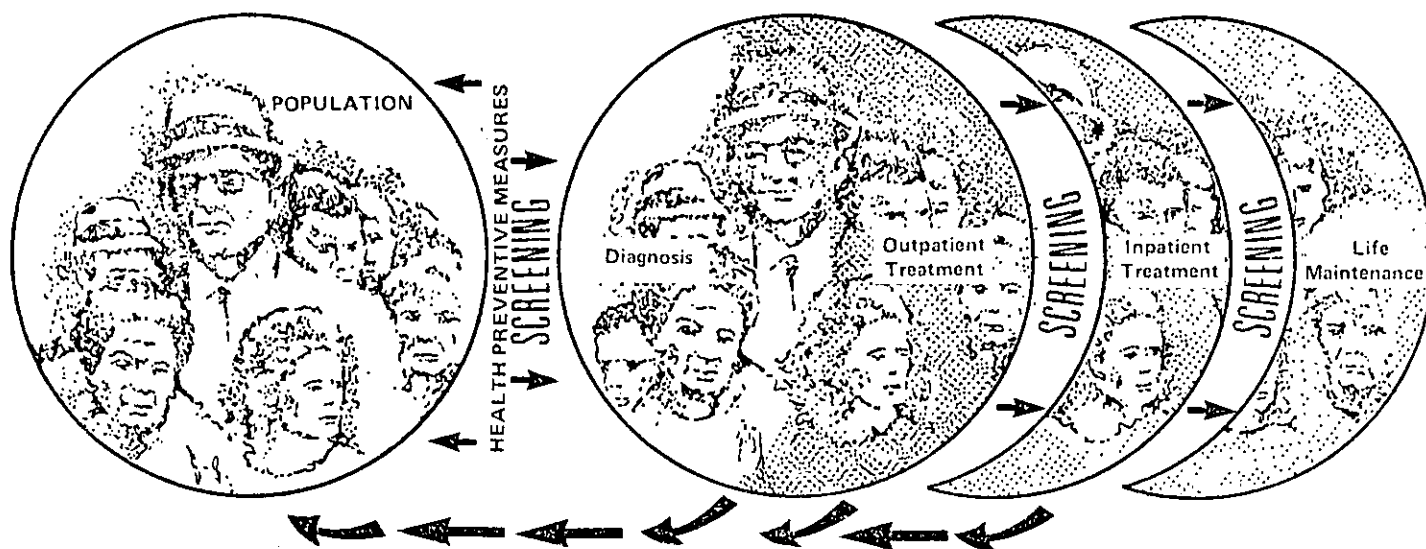 POPULATION
HEALTH PREVENTIVE MEASURES
SCREENING
Diagnosis
Outpatient
Treatment
SCREENING
Inpatient
Treatment
SCREENING
Life
Maintenance